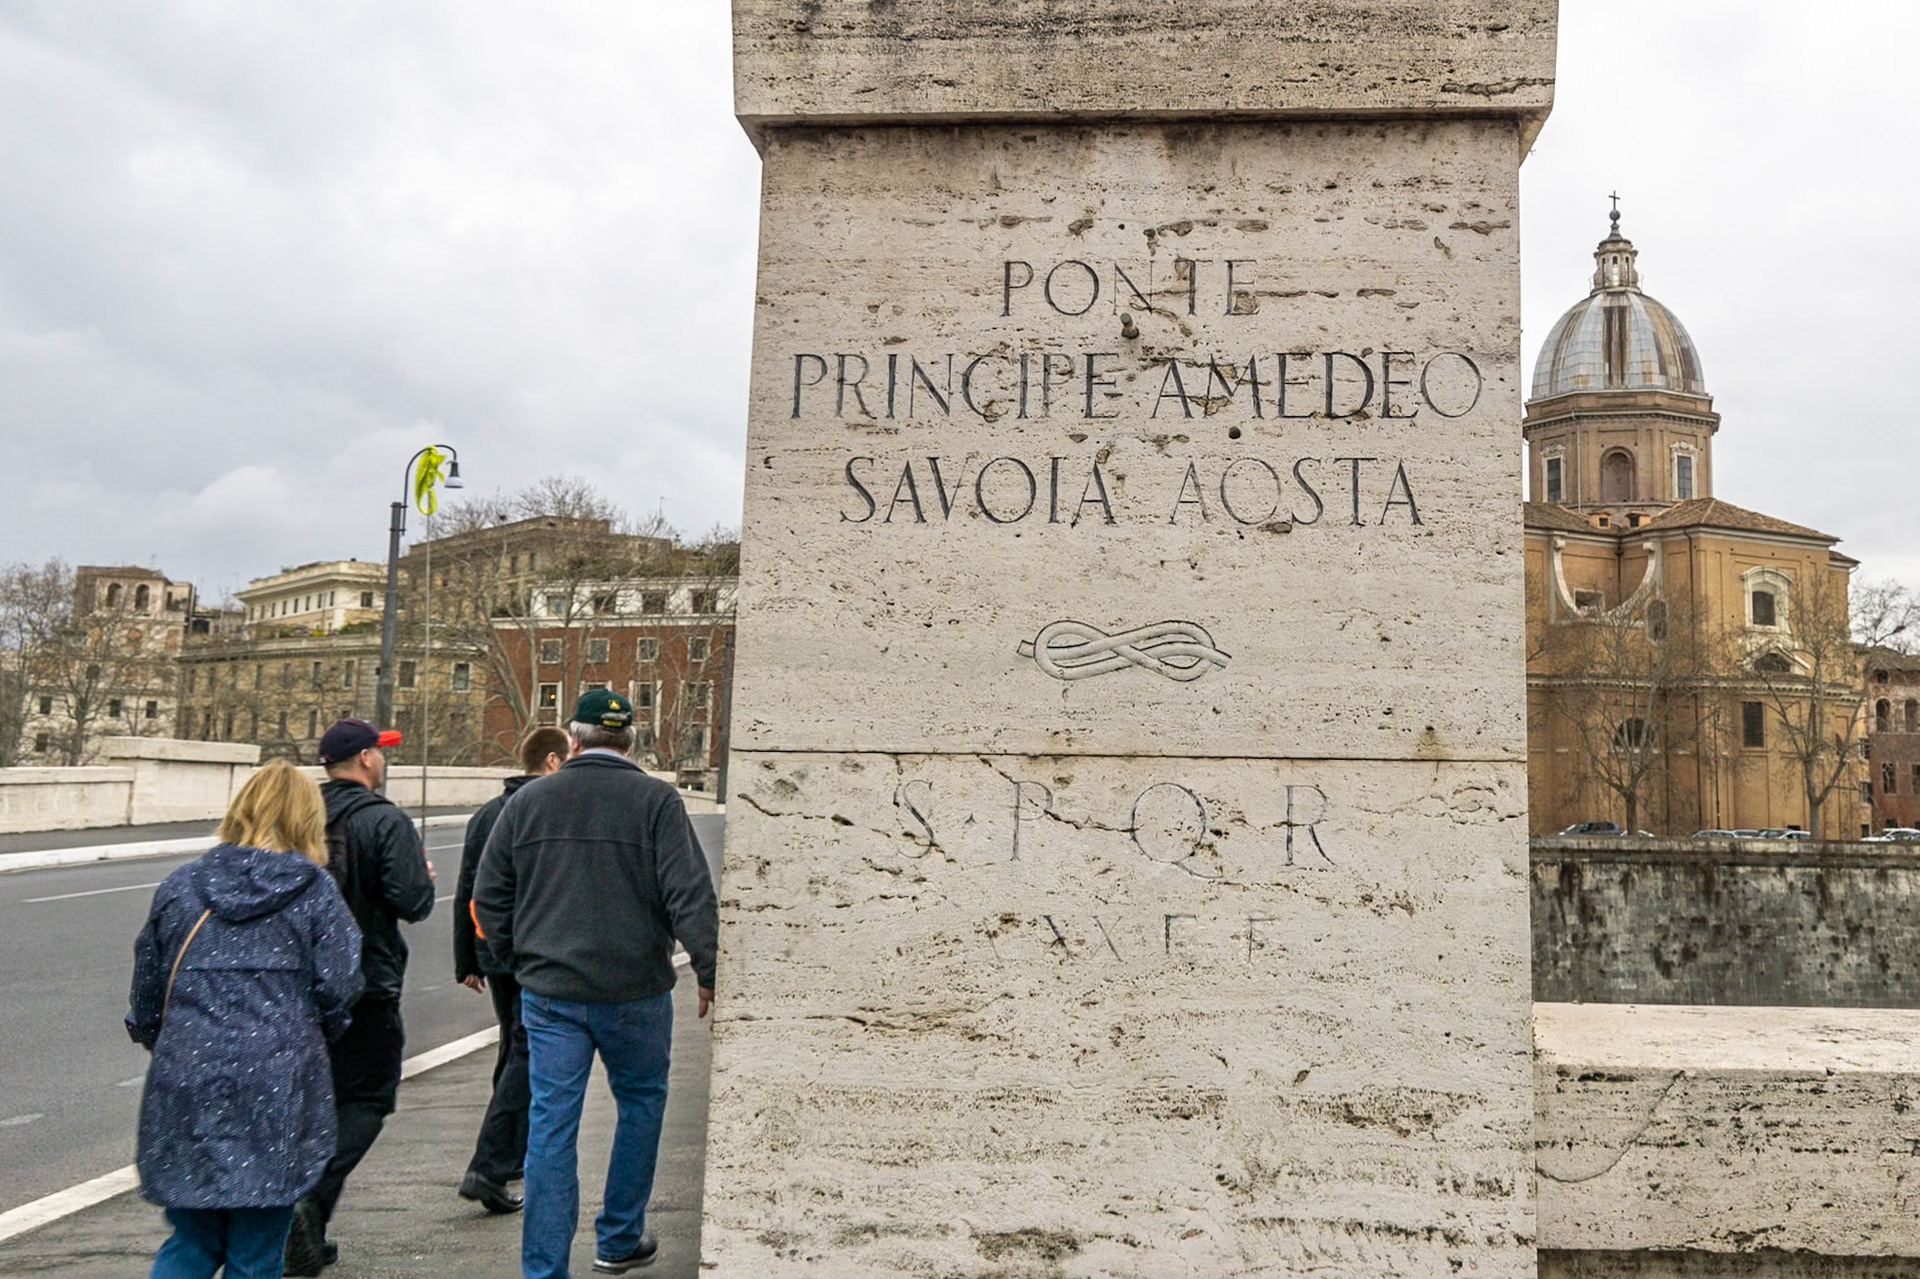 PONTE
PRINCIPE AMEDEO
SAVOIA AOSTA
S·P·Q·R